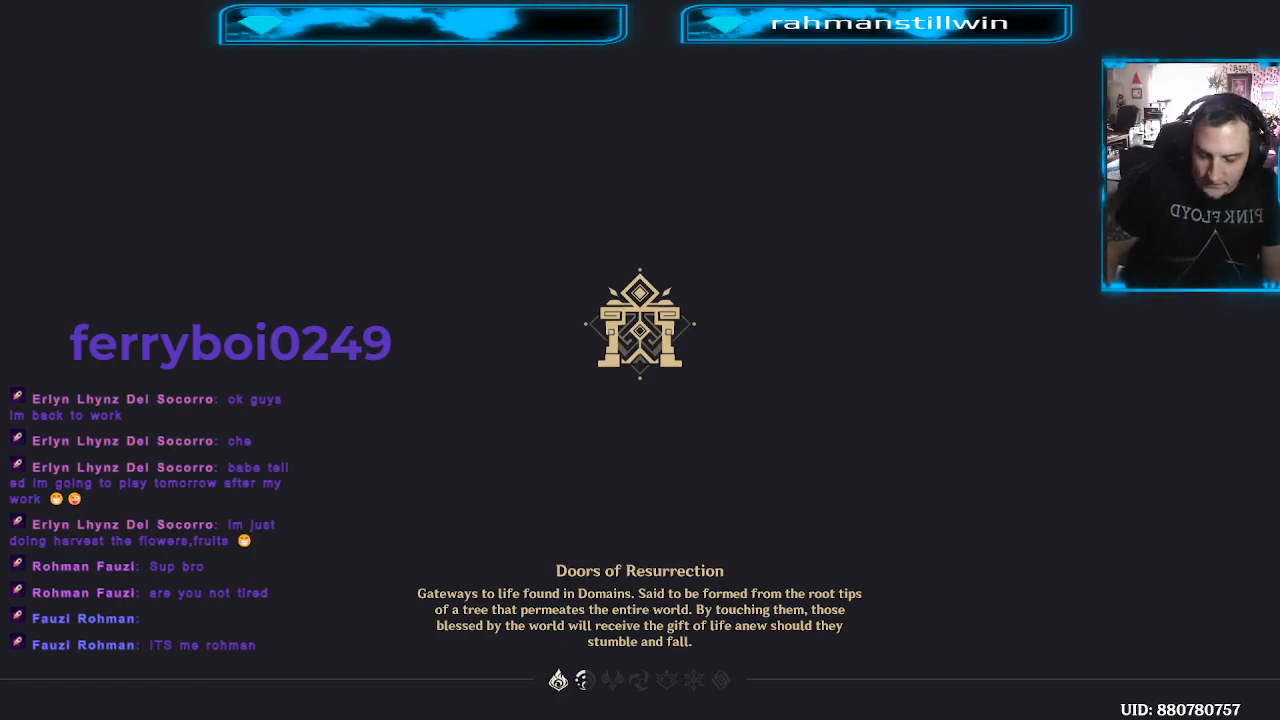 rahmanstillwin
PINK FLOYD
ferryboi0249
Erlyn Lhynz Del Socorro: ok guys
Im back to work
Erlyn Lhynz Del Socorro: cha
Erlyn Lhynz Del Socorro: babe tell
ed Im going to play tomorrow after my
work 😁😜
Erlyn Lhynz Del Socorro: Im just
doing harvest the flowers,fruits 😁
Rohman Fauzi: Sup bro
Rohman Fauzi: are you not tired
Fauzi Rohman:
Fauzi Rohman: ITS me rohman
Doors of Resurrection
Gateways to life found in Domains. Said to be formed from the root tips
of a tree that permeates the entire world. By touching them, those
blessed by the world will receive the gift of life anew should they
stumble and fall.
UID: 880780757